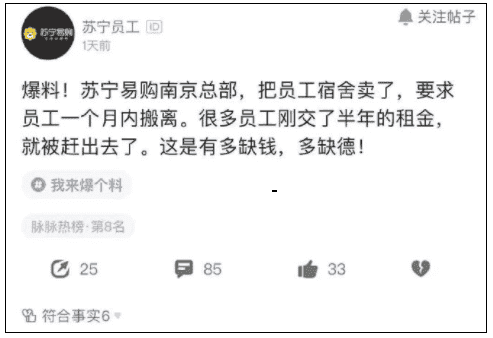 苏宁易购
苏宁员工 ID
1天前
关注帖子
爆料！苏宁易购南京总部，把员工宿舍卖了，要求
员工一个月内搬离。很多员工刚交了半年的租金，
就被赶出去了。这是有多缺钱，多缺德！
# 我来爆个料
脉脉热榜·第8名
25
85
33
符合事实6